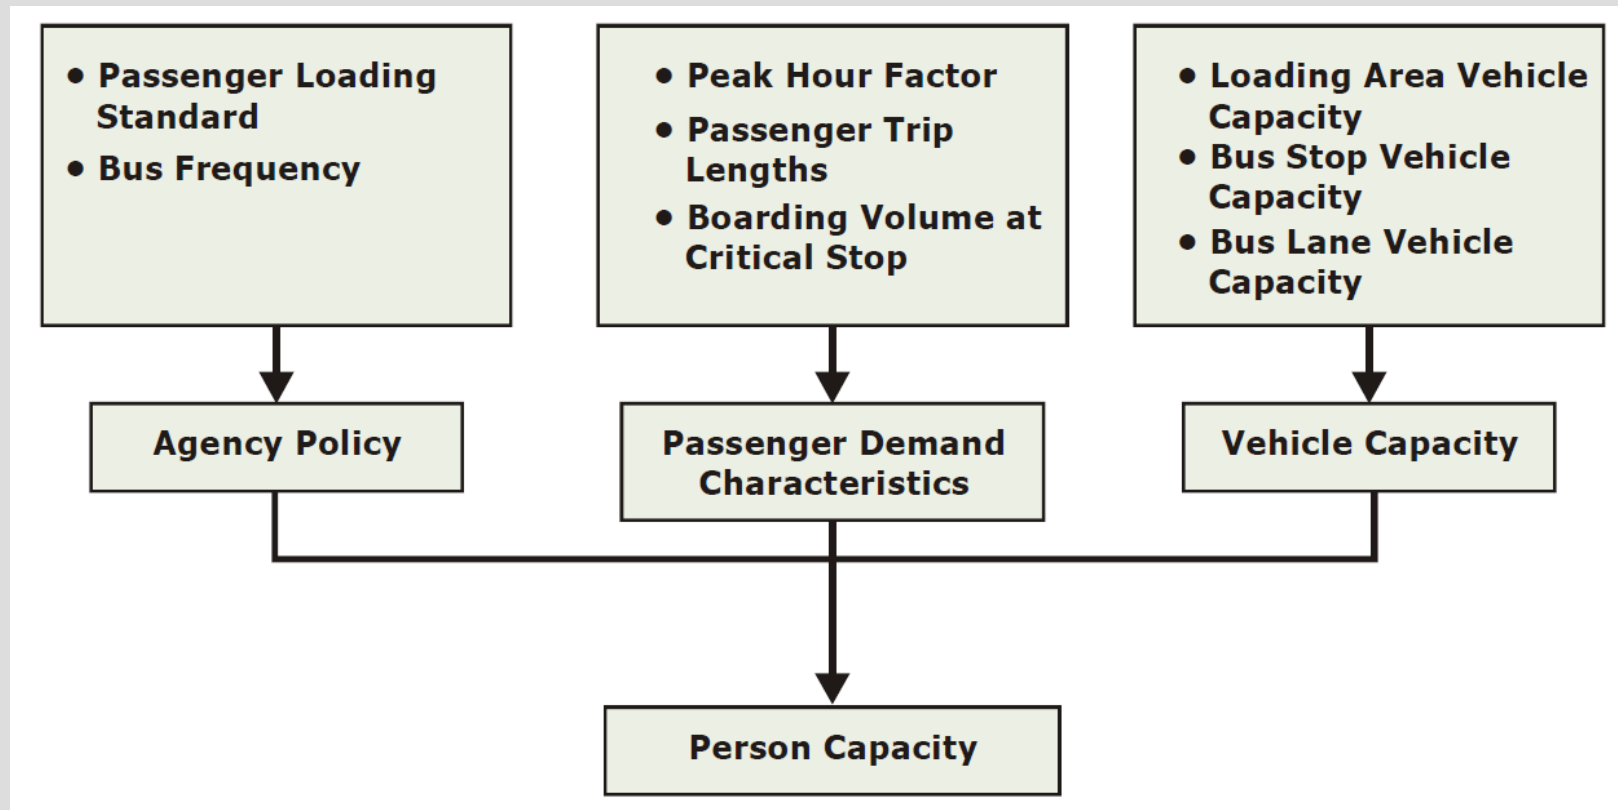 • Passenger Loading
Standard
• Bus Frequency
• Peak Hour Factor
• Passenger Trip
Lengths
• Boarding Volume at
Critical Stop
• Loading Area Vehicle
Capacity
• Bus Stop Vehicle
Capacity
• Bus Lane Vehicle
Capacity
Agency Policy
Passenger Demand
Characteristics
Vehicle Capacity
Person Capacity